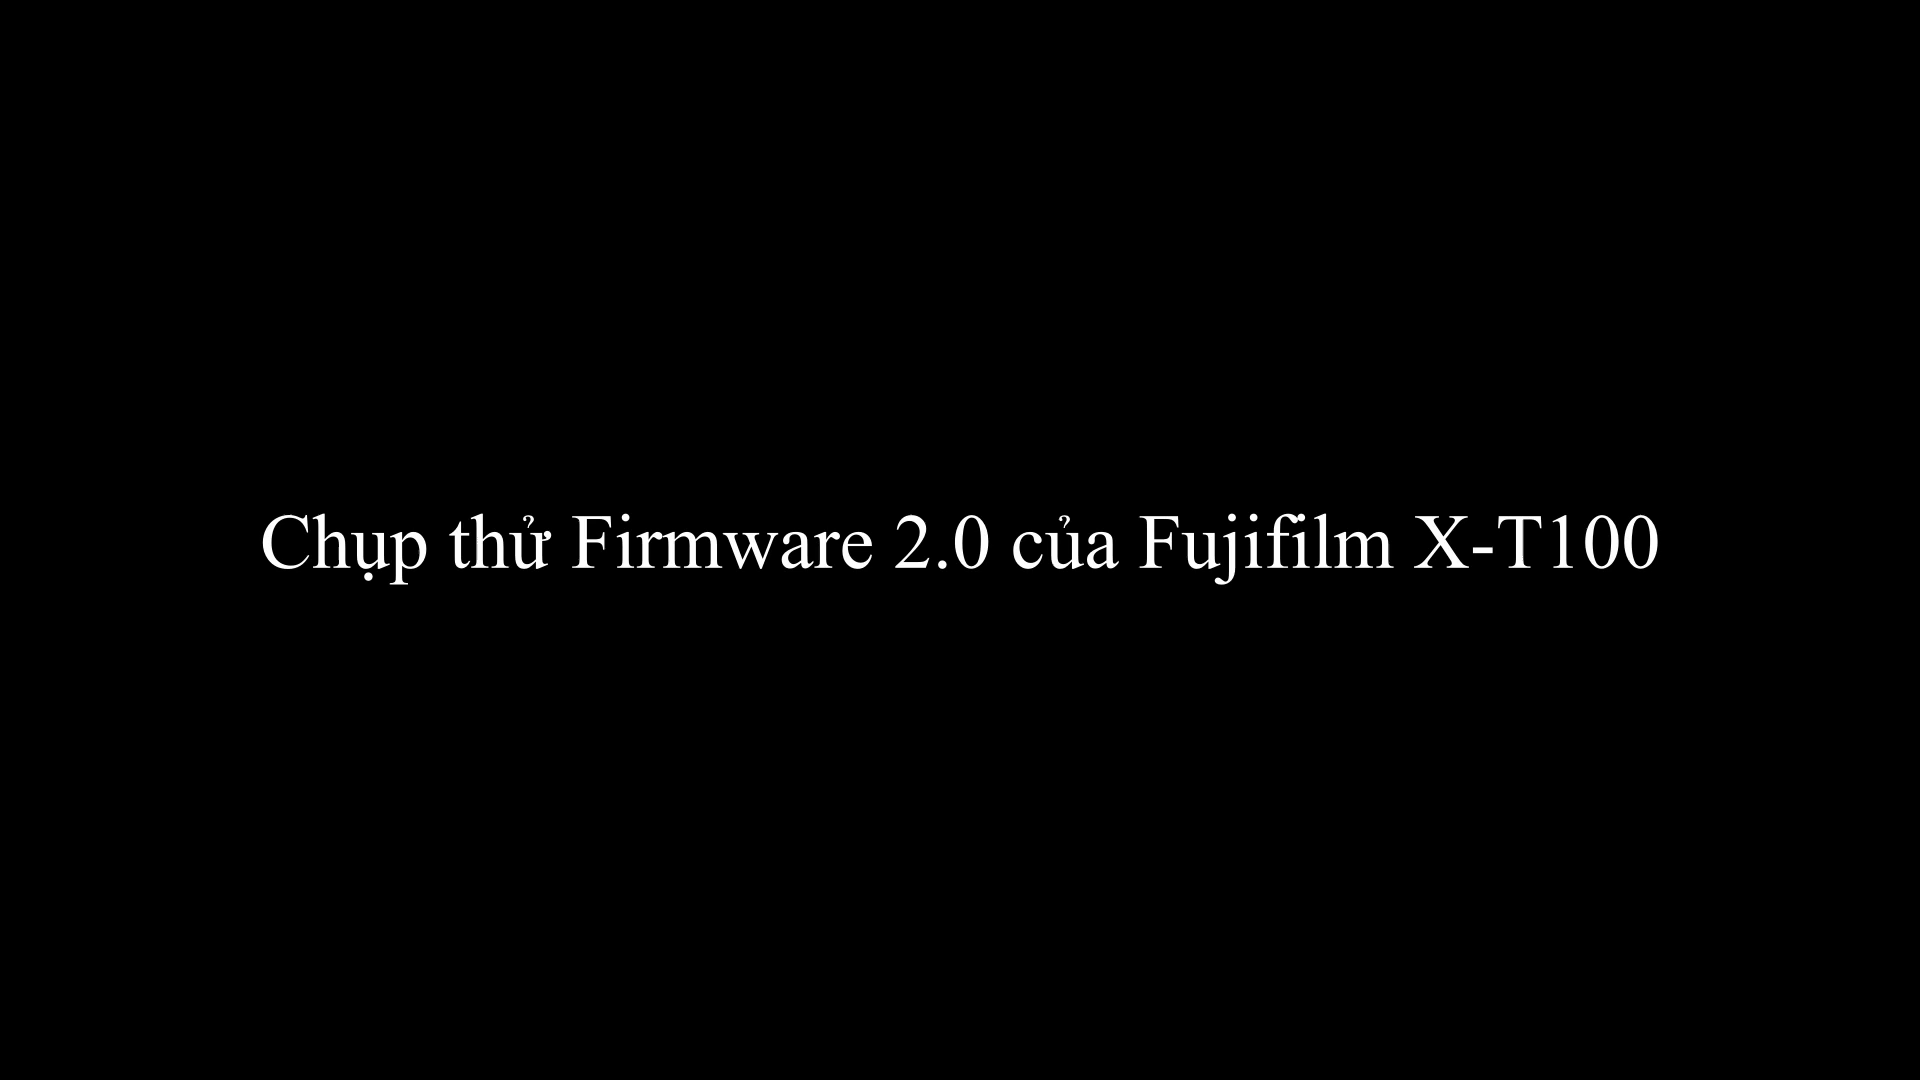 Chụp thử Firmware 2.0 của Fujifilm X-T100